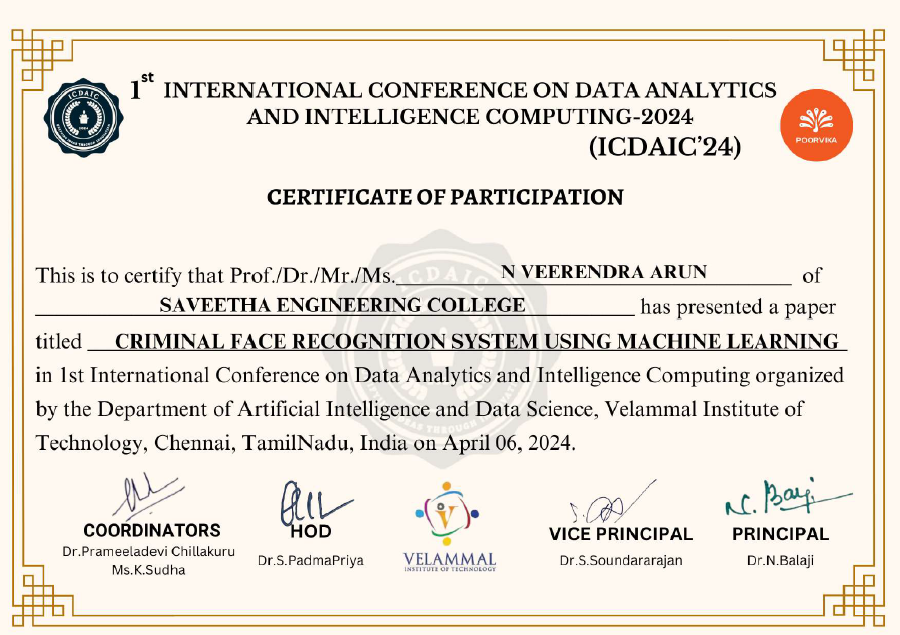 1st INTERNATIONAL CONFERENCE ON DATA ANALYTICS
AND INTELLIGENCE COMPUTING-2024
(ICDAIC'24)
ICDAIC
2024
POORVIKA
CERTIFICATE OF PARTICIPATION
This is to certify that Prof./Dr./Mr./Ms. N VEERENDRA ARUN of
SAVEETHA ENGINEERING COLLEGE has presented a paper
titled CRIMINAL FACE RECOGNITION SYSTEM USING MACHINE LEARNING
in 1st International Conference on Data Analytics and Intelligence Computing organized
by the Department of Artificial Intelligence and Data Science, Velammal Institute of
Technology, Chennai, TamilNadu, India on April 06, 2024.
N. Balaji
COORDINATORS
Dr.Prameeladevi Chillakuru
Ms.K.Sudha
HOD
Dr.S.PadmaPriya
VELAMMAL
INSTITUTE OF TECHNOLOGY
VICE PRINCIPAL
Dr.S.Soundararajan
PRINCIPAL
Dr.N.Balaji